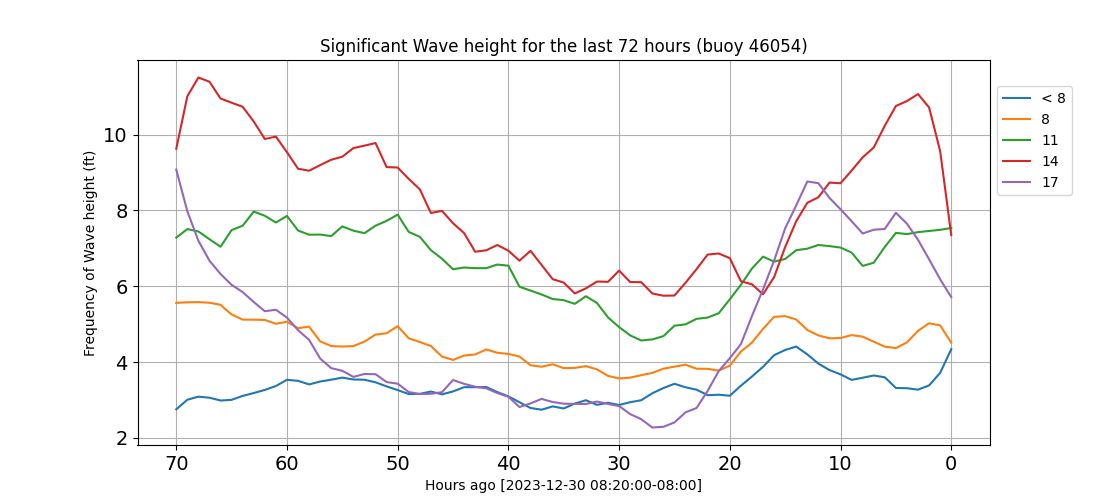 Significant Wave height for the last 72 hours (buoy 46054)
Frequency of Wave height (ft)
10
8
6
4
2
70 60 50 40 30 20 10 0
Hours ago [2023-12-30 08:20:00-08:00]
< 8
8
11
14
17